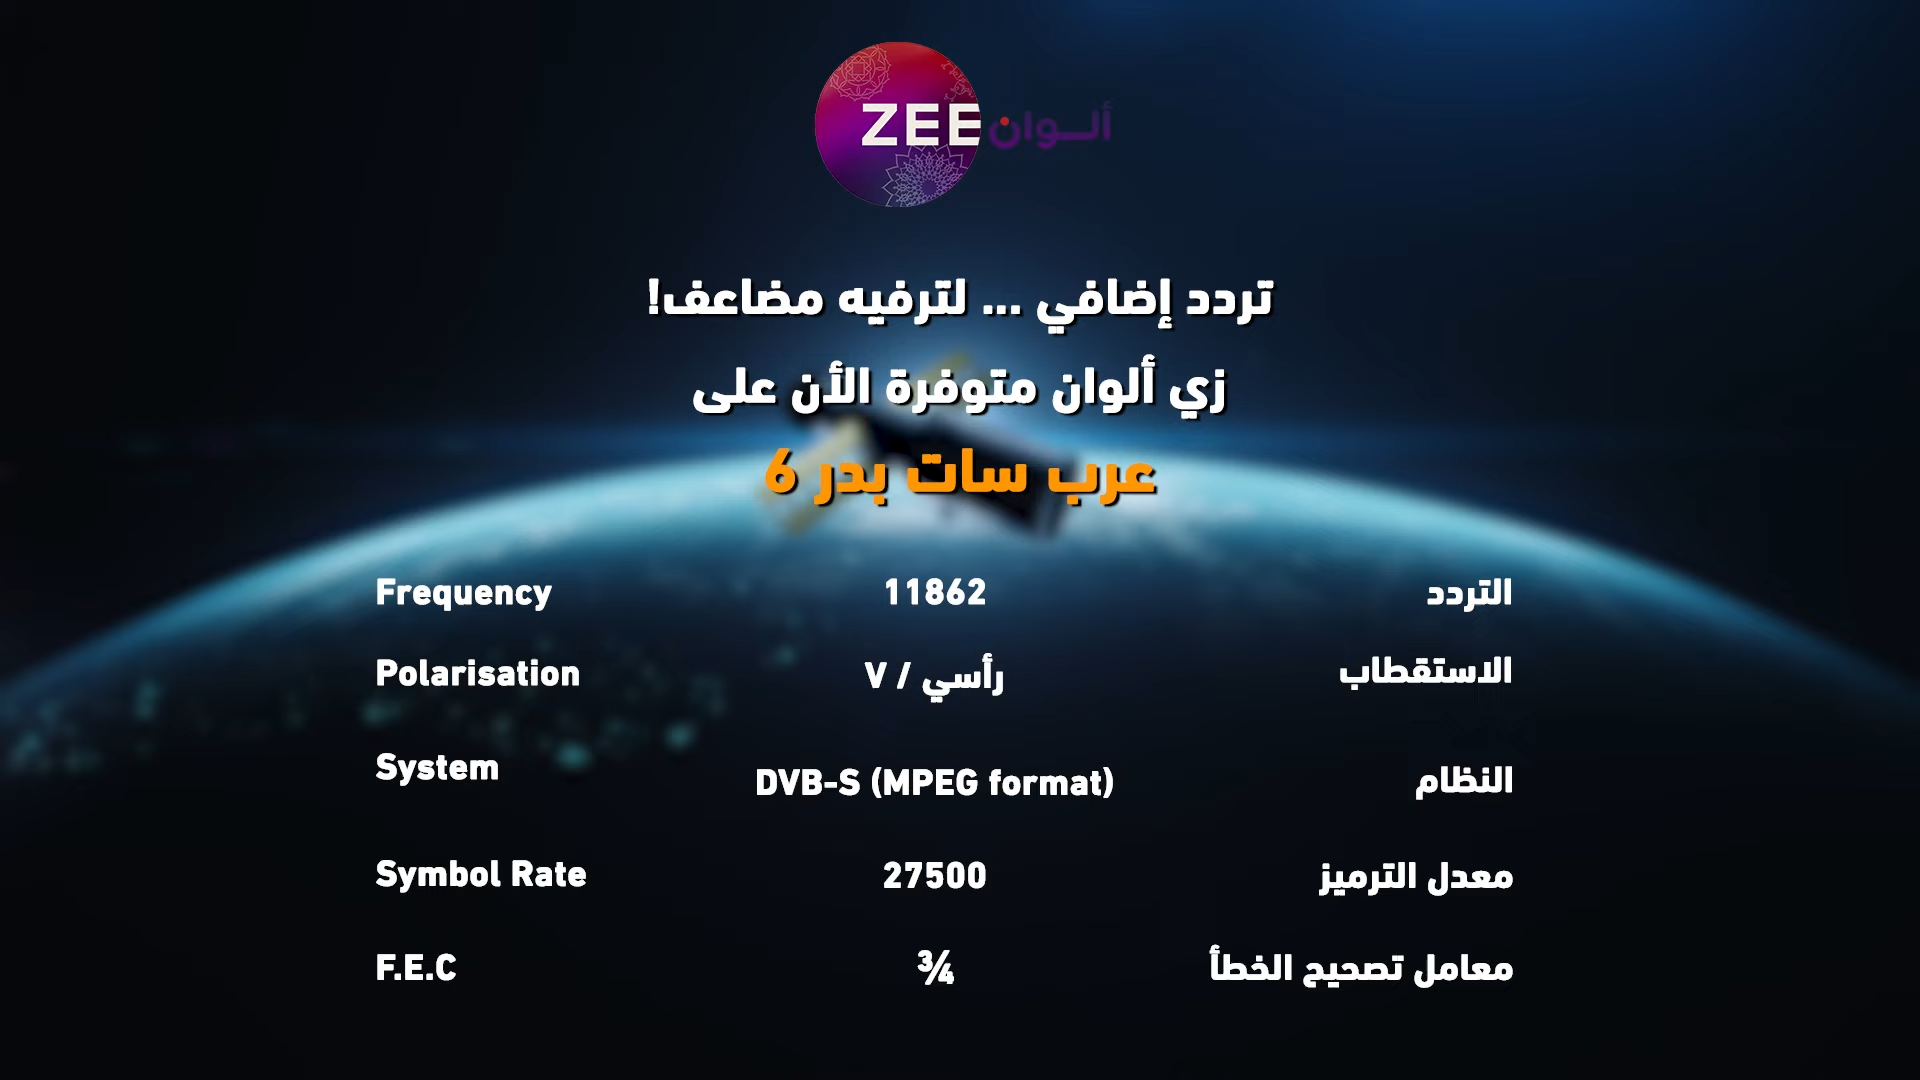 ZEE ألوان
تردد إضافي ... لترفيه مضاعف!
زي ألوان متوفرة الأن على
عرب سات بدر 6
Frequency 11862 التردد
Polarisation رأسي / V الاستقطاب
System DVB-S (MPEG format) النظام
Symbol Rate 27500 معدل الترميز
F.E.C ¾ معامل تصحيح الخطأ